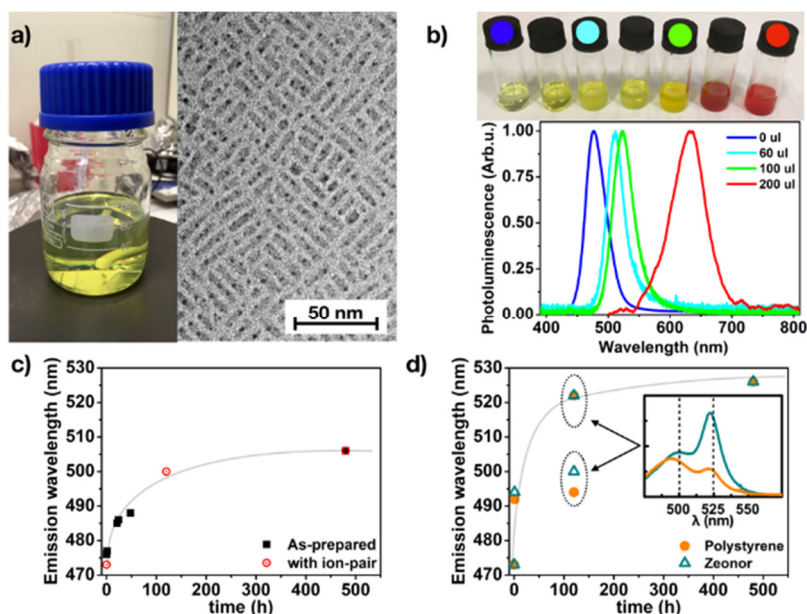 a)
50 nm
b)
Photoluminescence (Arb.u.)
1.00
0.75
0.50
0.25
0.00
0 ul
60 ul
100 ul
200 ul
400 500 600 700 800
Wavelength (nm)
c)
Emission wavelength (nm)
530
520
510
500
490
480
470
As-prepared
with ion-pair
0 100 200 300 400 500
time (h)
d)
Emission wavelength (nm)
530
520
510
500
490
480
470
500 525 550
λ (nm)
Polystyrene
Zeonor
0 100 200 300 400 500
time (h)